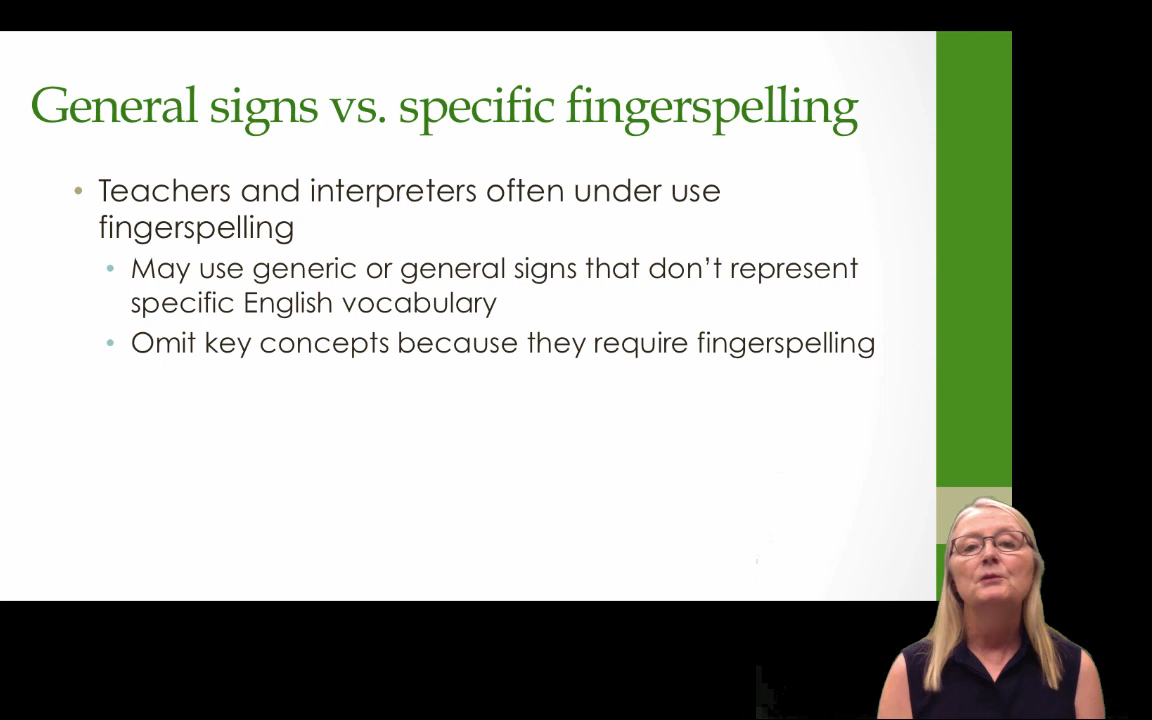 General signs vs. specific fingerspelling
• Teachers and interpreters often under use
fingerspelling
• May use generic or general signs that don’t represent
specific English vocabulary
• Omit key concepts because they require fingerspelling